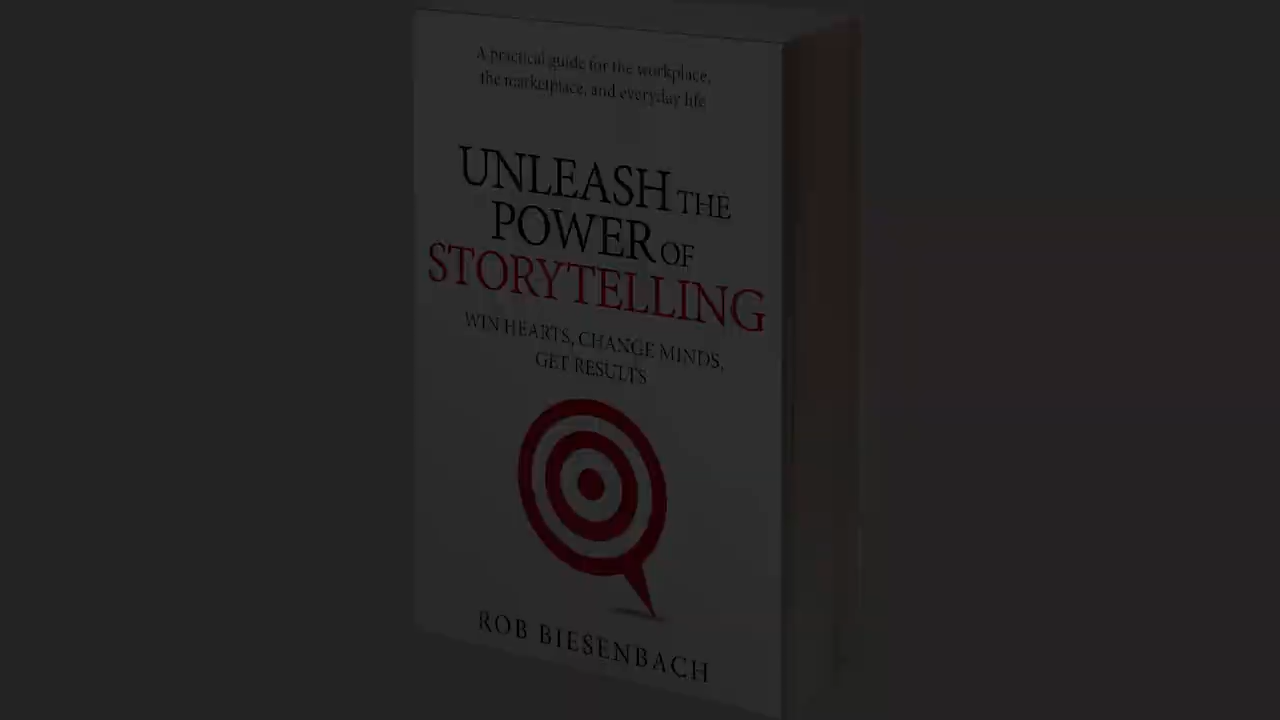 A practical guide for the workplace,
the marketplace, and everyday life
UNLEASH THE
POWER OF
STORYTELLING
WIN HEARTS, CHANGE MINDS,
GET RESULTS
ROB BIESENBACH